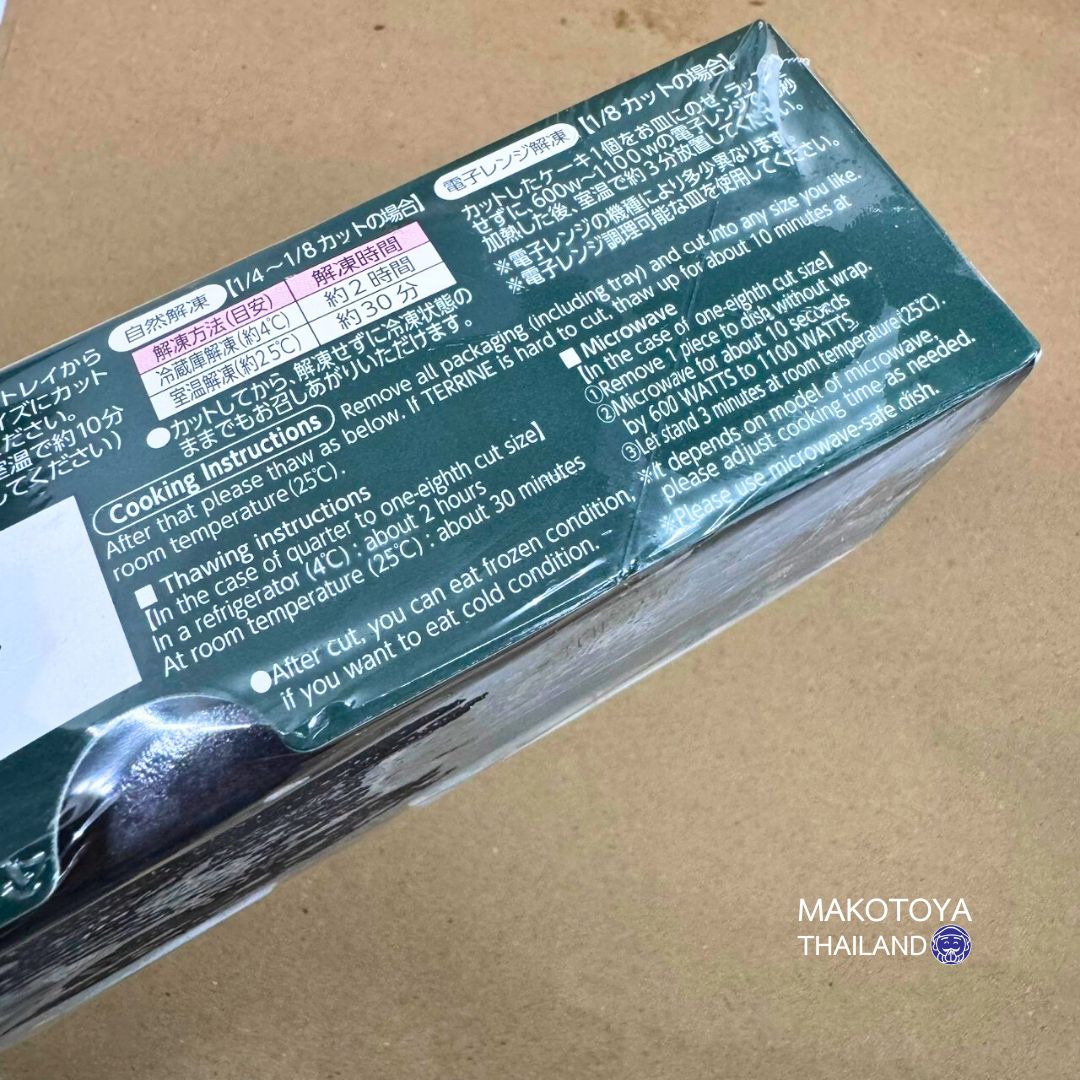 トレイから
イズにカット
ださい。
室温で約10分
してください)
自然解凍 【1/4～1/8カットの場合】
解凍方法(目安) 解凍時間
冷蔵庫解凍(約4℃) 約2時間
室温解凍(約25℃) 約30分
●カットしてから、解凍せずに冷凍状態の
ままでもお召しあがりいただけます。
電子レンジ解凍 【1/8カットの場合】
カットしたケーキ1個をお皿にのせ、ラップ
せずに、600w～1100wの電子レンジで 秒
加熱した後、室温で約3分放置してください。
※電子レンジの機種により多少異なります。
※電子レンジ調理可能な皿を使用してください。
Cooking Instructions Remove all packaging (including tray) and cut into any size you like.
After that please thaw as below. If TERRINE is hard to cut, thaw up for about 10 minutes at
room temperature(25℃).
■ Thawing instructions
【In the case of quarter to one-eighth cut size】
In a refrigerator (4℃) : about 2 hours
At room temperature (25℃) : about 30 minutes
●After cut, you can eat frozen condition,
if you want to eat cold condition.
■ Microwave
【In the case of one-eighth cut size】
①Remove 1 piece to dish without wrap.
②Microwave for about 10 seconds
by 600 WATTS to 1100 WATTS
③Let stand 3 minutes at room temperature(25℃).
※It depends on model of microwave,
please adjust cooking time as needed.
※Please use microwave-safe dish.
MAKOTOYA
THAILAND